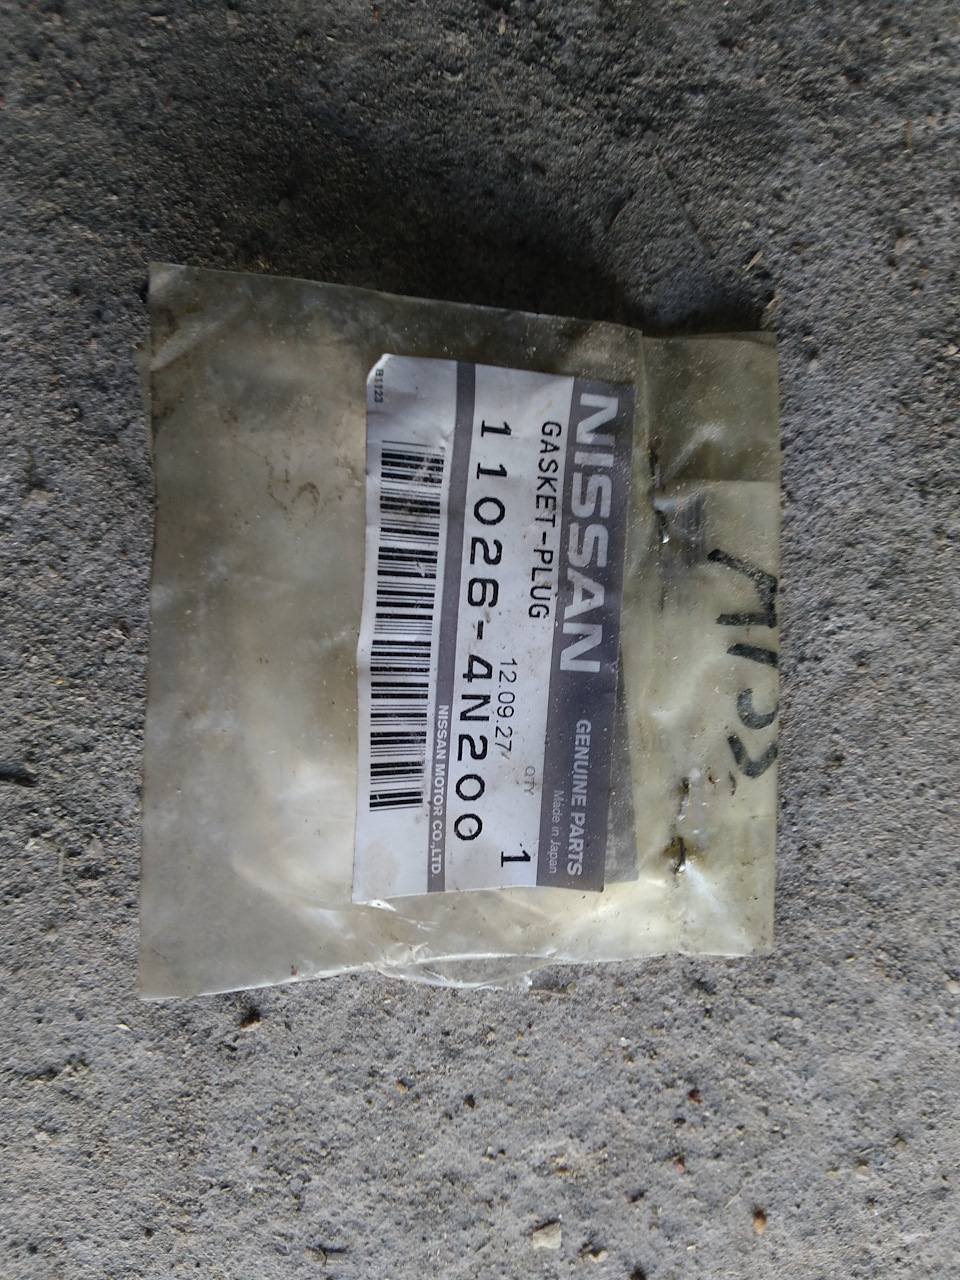 NISSAN GENUINE PARTS
Made in Japan
GASKET-PLUG
QTY
12.09.27
1
11026-4N200
NISSAN MOTOR CO.,LTD.
B1123